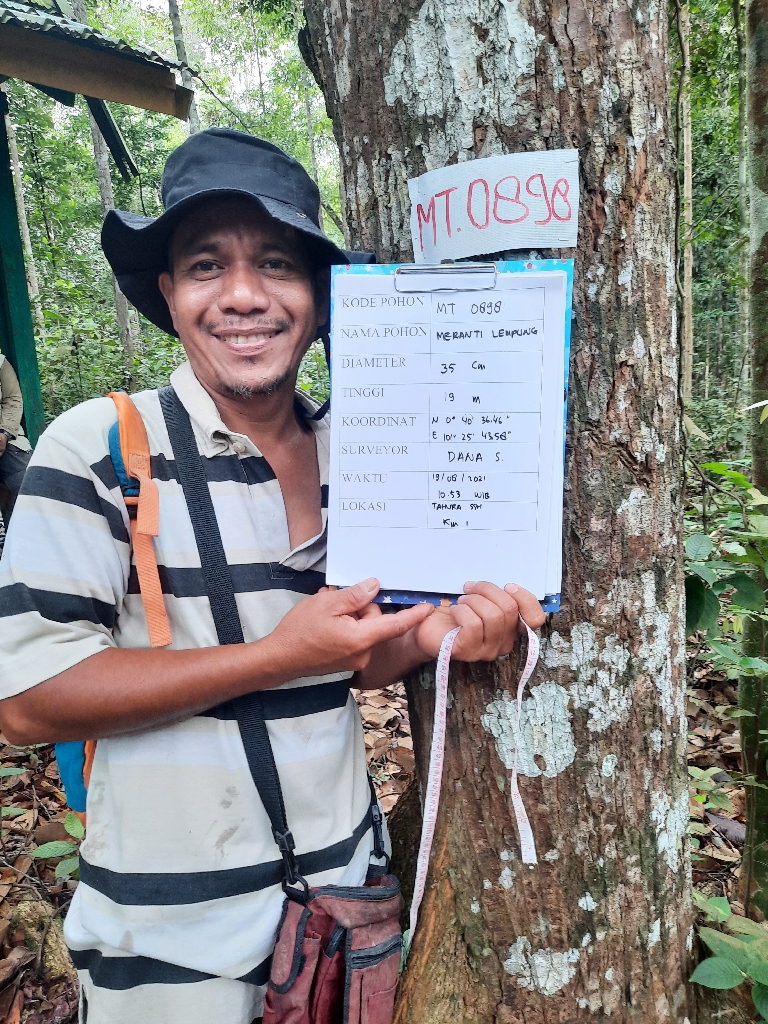 MT.0898
KODE POHON MT 0898
NAMA POHON MERANTI LEMPUNG
DIAMETER 35 Cm
TINGGI 19 m
KOORDINAT N 0° 40' 36.46"
E 101° 25' 43.58"
SURVEYOR DANA S.
WAKTU 19/08/2021
10.53 WIB
LOKASI TAHURA SSH
Km 1